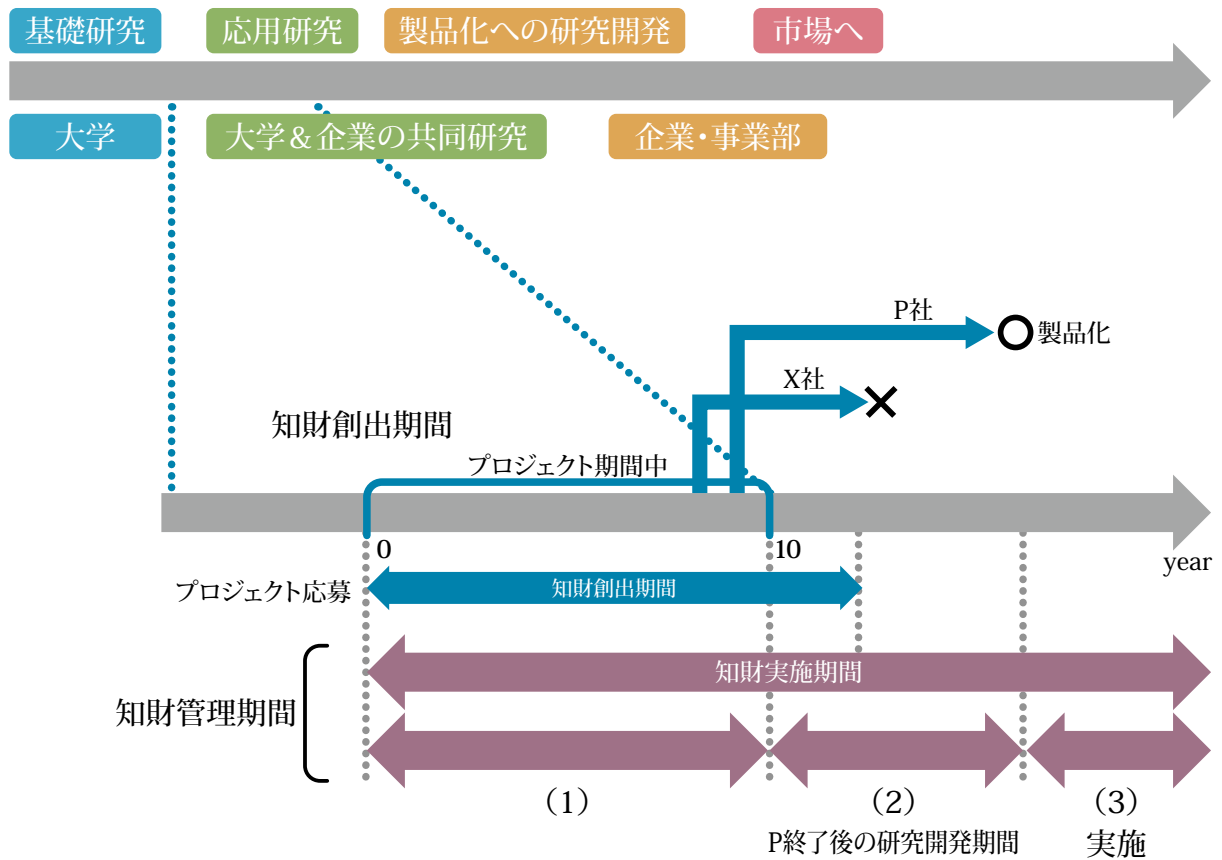 基礎研究
応用研究
製品化への研究開発
市場へ
大学
大学&企業の共同研究
企業・事業部
P社
製品化
X社
知財創出期間
プロジェクト期間中
0
10
year
プロジェクト応募
知財創出期間
知財実施期間
知財管理期間
(1)
(2)
(3)
P終了後の研究開発期間
実施